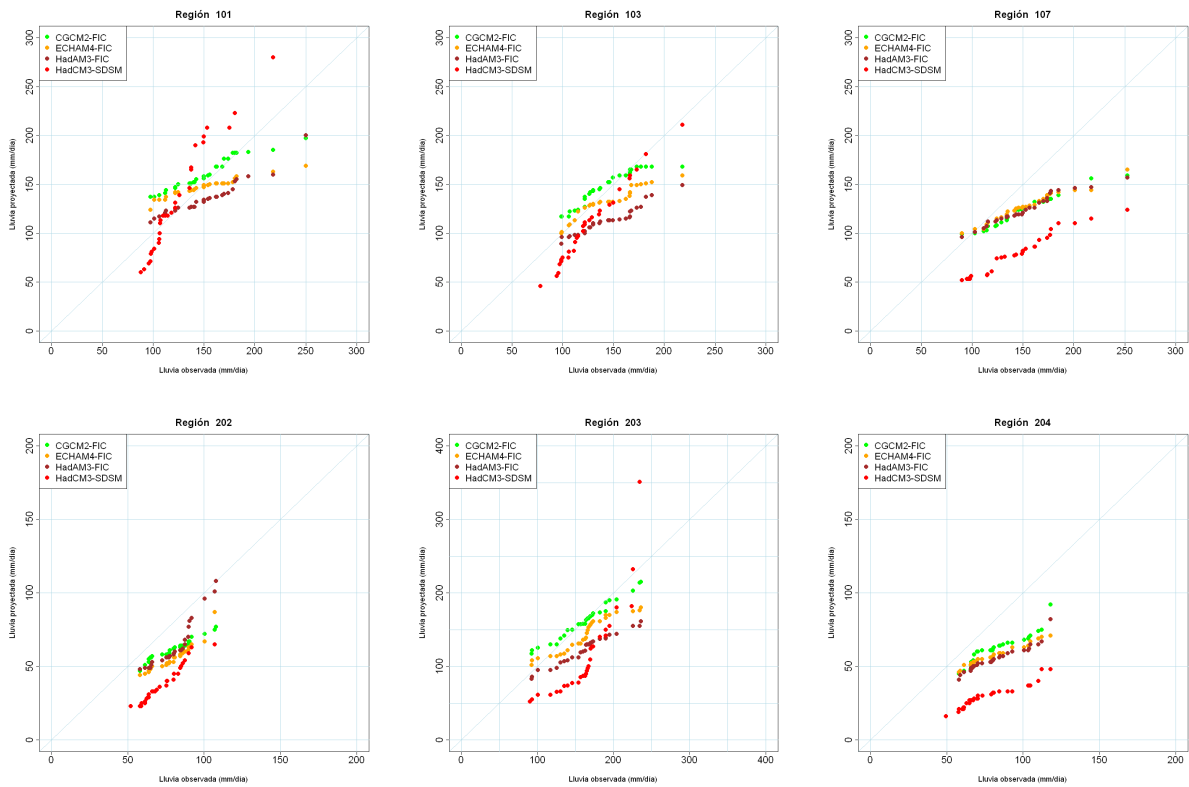 Región 101
CGCM2-FIC
ECHAM4-FIC
HadAM3-FIC
HadCM3-SDSM
Lluvia proyectada (mm/dia)
300
250
200
150
100
50
0
0 50 100 150 200 250 300
Lluvia observada (mm/dia)
Región 103
CGCM2-FIC
ECHAM4-FIC
HadAM3-FIC
HadCM3-SDSM
Lluvia proyectada (mm/dia)
300
250
200
150
100
50
0
0 50 100 150 200 250 300
Lluvia observada (mm/dia)
Región 107
CGCM2-FIC
ECHAM4-FIC
HadAM3-FIC
HadCM3-SDSM
Lluvia proyectada (mm/dia)
300
250
200
150
100
50
0
0 50 100 150 200 250 300
Lluvia observada (mm/dia)
Región 202
CGCM2-FIC
ECHAM4-FIC
HadAM3-FIC
HadCM3-SDSM
Lluvia proyectada (mm/dia)
200
150
100
50
0
0 50 100 150 200
Lluvia observada (mm/dia)
Región 203
CGCM2-FIC
ECHAM4-FIC
HadAM3-FIC
HadCM3-SDSM
Lluvia proyectada (mm/dia)
400
300
200
100
0
0 100 200 300 400
Lluvia observada (mm/dia)
Región 204
CGCM2-FIC
ECHAM4-FIC
HadAM3-FIC
HadCM3-SDSM
Lluvia proyectada (mm/dia)
200
150
100
50
0
0 50 100 150 200
Lluvia observada (mm/dia)